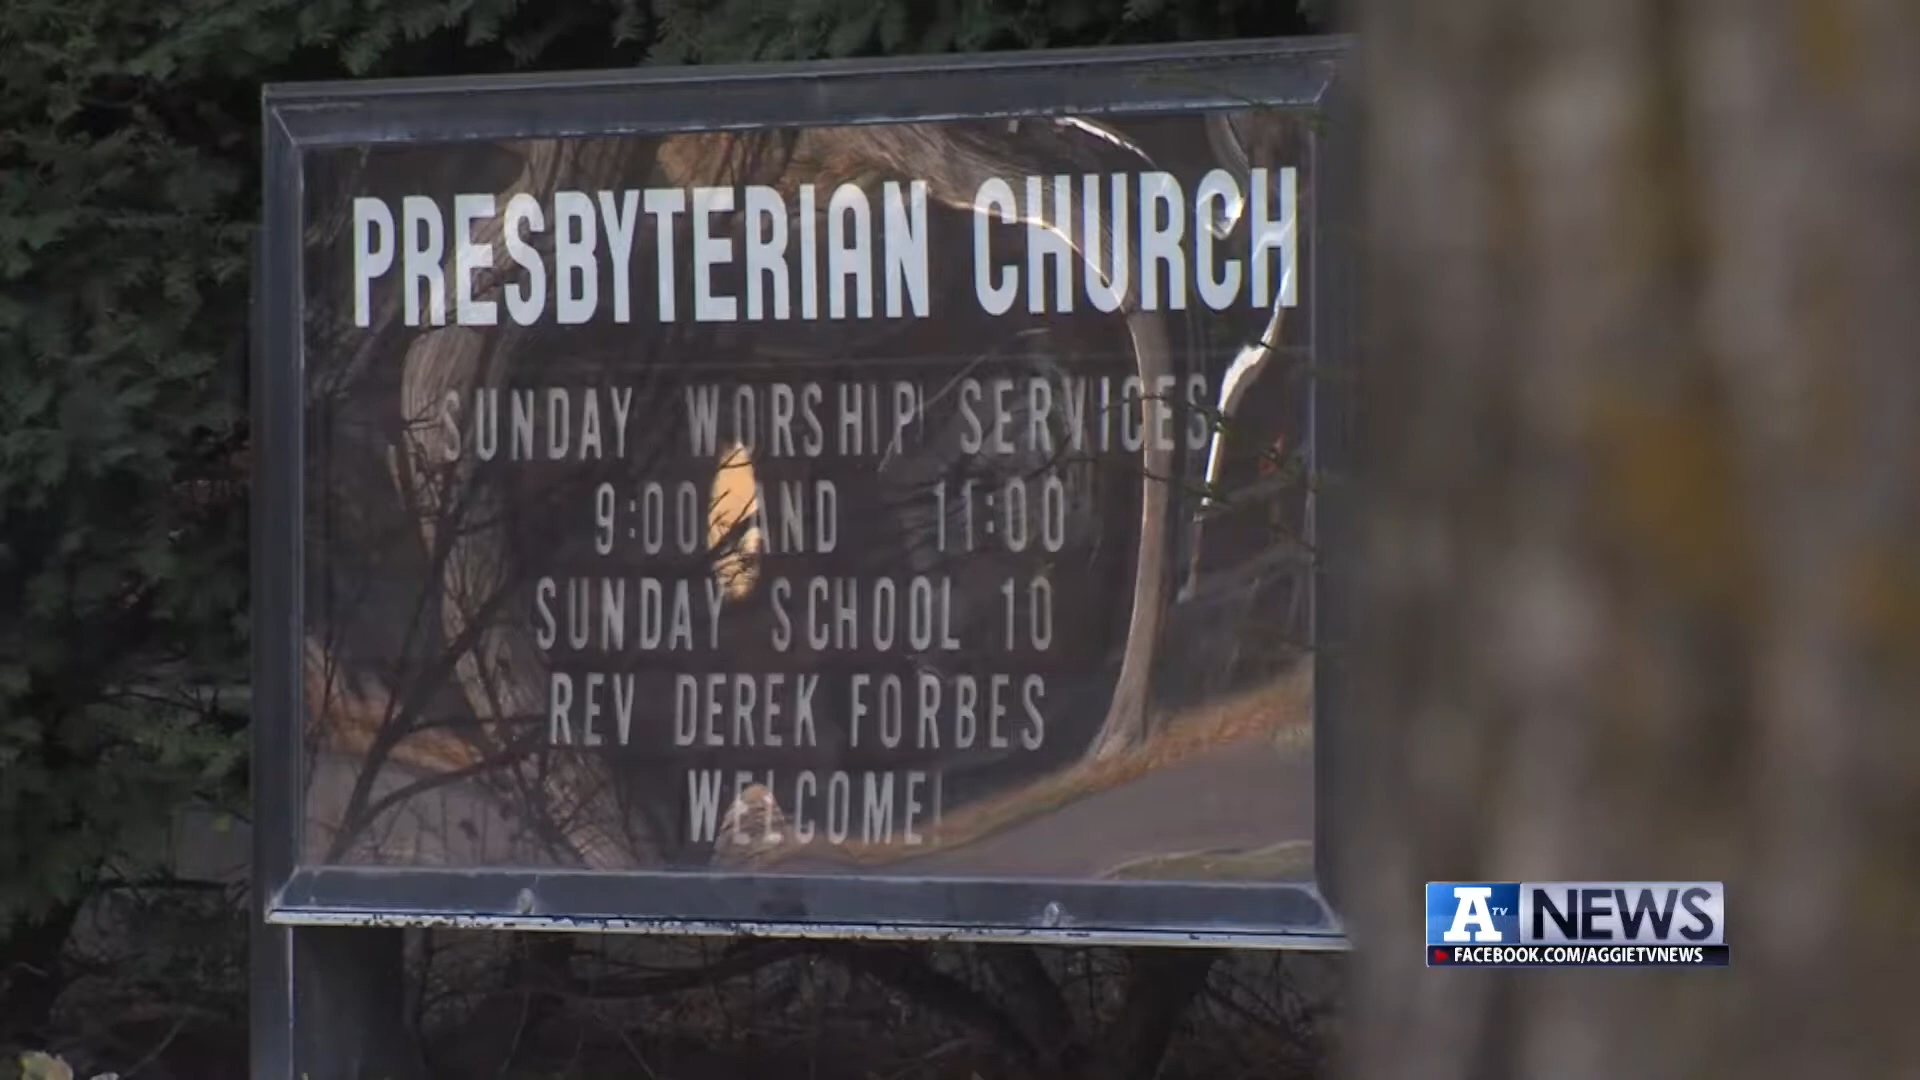 PRESBYTERIAN CHURCH
SUNDAY WORSHIP SERVICES
9:00 AND 11:00
SUNDAY SCHOOL 10
REV DEREK FORBES
WELCOME!
A TV NEWS
FACEBOOK.COM/AGGIETVNEWS